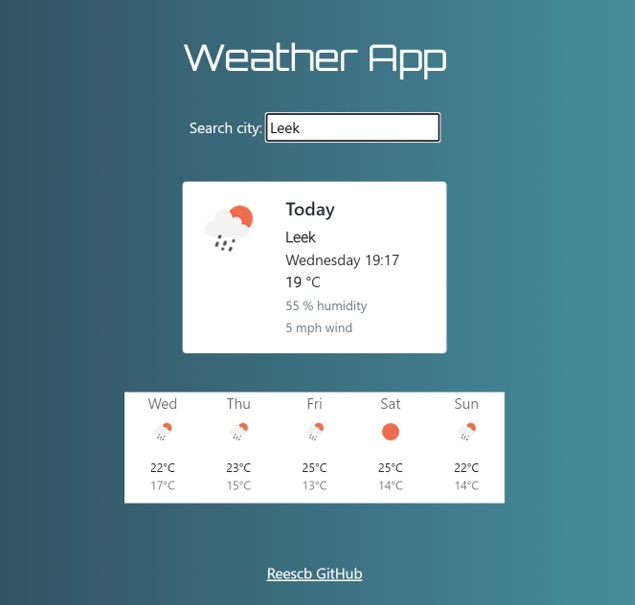 Weather App
Search city: Leek
Today
Leek
Wednesday 19:17
19 °C
55 % humidity
5 mph wind
Wed Thu Fri Sat Sun
22°C 23°C 25°C 25°C 22°C
17°C 15°C 13°C 14°C 14°C
Reescb GitHub